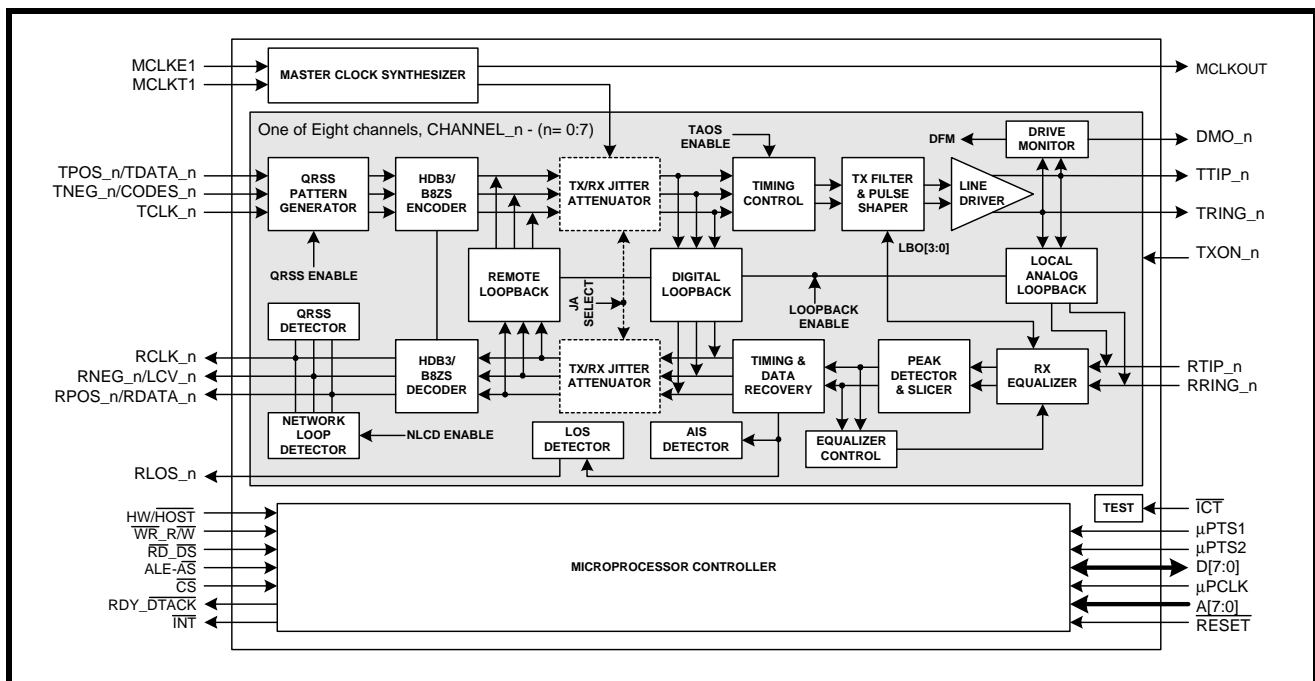 MCLKE1
MCLKT1
MASTER CLOCK SYNTHESIZER
MCLKOUT
One of Eight channels, CHANNEL_n - (n= 0:7)
TAOS
ENABLE
DFM
DRIVE
MONITOR
DMO_n
TPOS_n/TDATA_n
TNEG_n/CODES_n
TCLK_n
QRSS
PATTERN
GENERATOR
HDB3/
B8ZS
ENCODER
TX/RX JITTER
ATTENUATOR
TIMING
CONTROL
TX FILTER
& PULSE
SHAPER
LINE
DRIVER
TTIP_n
TRING_n
TXON_n
QRSS ENABLE
REMOTE
LOOPBACK
JA
SELECT
DIGITAL
LOOPBACK
LBO[3:0]
LOOPBACK
ENABLE
LOCAL
ANALOG
LOOPBACK
QRSS
DETECTOR
RCLK_n
RNEG_n/LCV_n
RPOS_n/RDATA_n
HDB3/
B8ZS
DECODER
TX/RX JITTER
ATTENUATOR
TIMING &
DATA
RECOVERY
PEAK
DETECTOR
& SLICER
RX
EQUALIZER
RTIP_n
RRING_n
NETWORK
LOOP
DETECTOR
NLCD ENABLE
LOS
DETECTOR
AIS
DETECTOR
EQUALIZER
CONTROL
RLOS_n
TEST
ICT
HW/HOST
WR_R/W
RD_DS
ALE-AS
CS
RDY_DTACK
INT
MICROPROCESSOR CONTROLLER
µPTS1
µPTS2
D[7:0]
µPCLK
A[7:0]
RESET